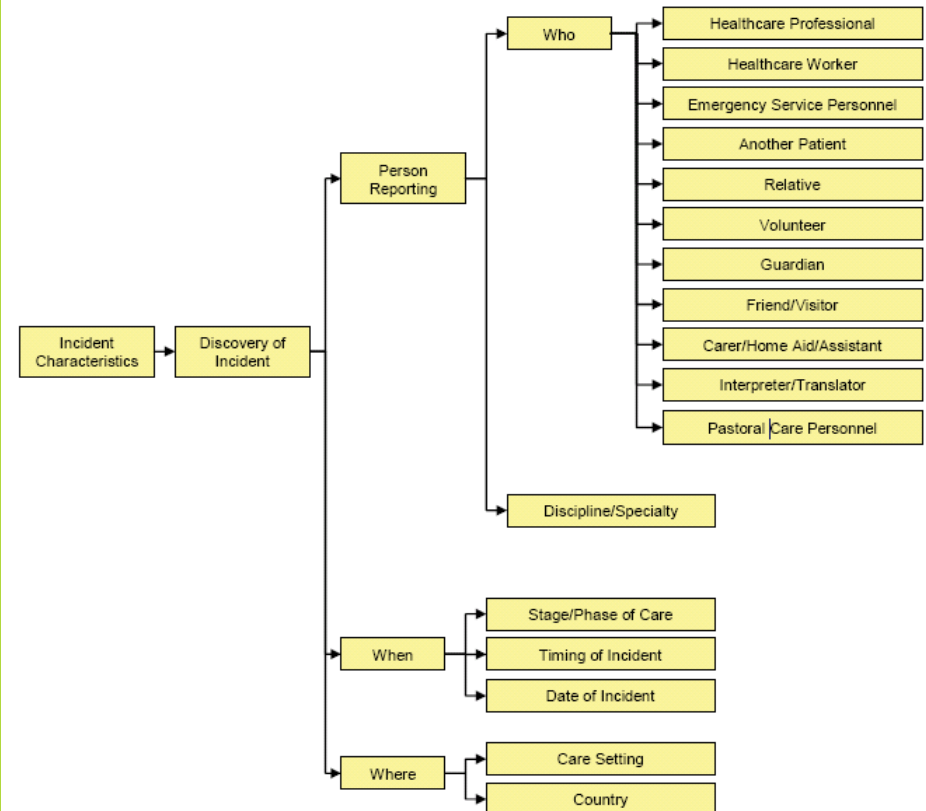 Incident
Characteristics
Discovery of
Incident
Person
Reporting
Who
Healthcare Professional
Healthcare Worker
Emergency Service Personnel
Another Patient
Relative
Volunteer
Guardian
Friend/Visitor
Carer/Home Aid/Assistant
Interpreter/Translator
Pastoral Care Personnel
Discipline/Specialty
When
Stage/Phase of Care
Timing of Incident
Date of Incident
Where
Care Setting
Country